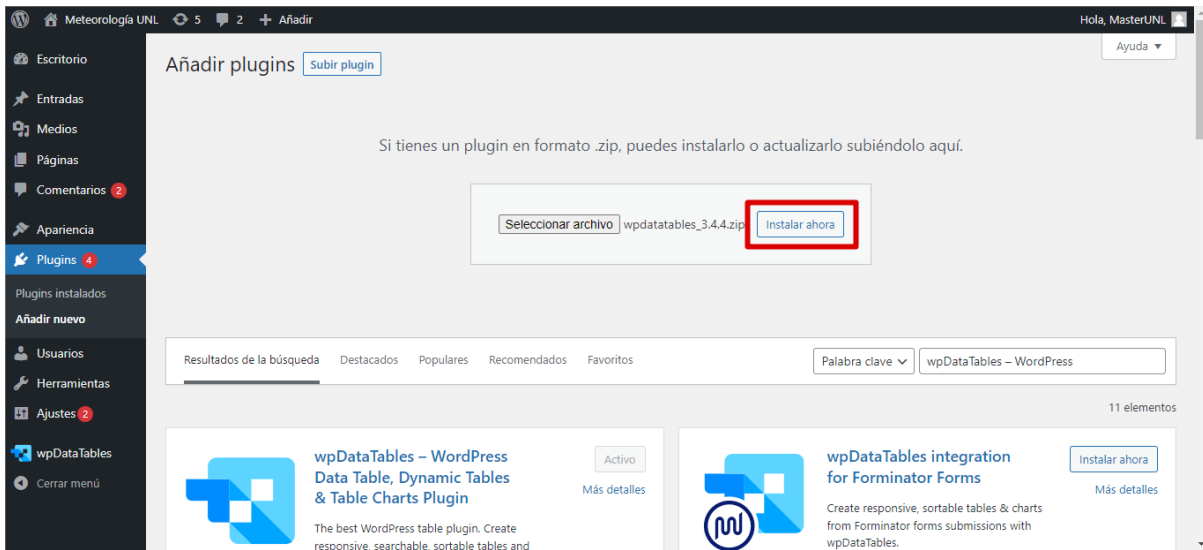 Meteorología UNL 5 2 + Añadir Hola, MasterUNL
Ayuda ▼
Escritorio
Entradas
Medios
Páginas
Comentarios 2
Apariencia
Plugins 4
Plugins instalados
Añadir nuevo
Usuarios
Herramientas
Ajustes 2
wpDataTables
Cerrar menú
Añadir plugins Subir plugin
Si tienes un plugin en formato .zip, puedes instalarlo o actualizarlo subiéndolo aquí.
Seleccionar archivo wpdatatables_3.4.4.zip Instalar ahora
Resultados de la búsqueda Destacados Populares Recomendados Favoritos Palabra clave wpDataTables – WordPress
11 elementos
wpDataTables – WordPress
Data Table, Dynamic Tables
& Table Charts Plugin
Activo
Más detalles
The best WordPress table plugin. Create
responsive, searchable, sortable tables and
wpDataTables integration
for Forminator Forms
Instalar ahora
Más detalles
Create responsive, sortable tables & charts
from Forminator forms submissions with
wpDataTables.